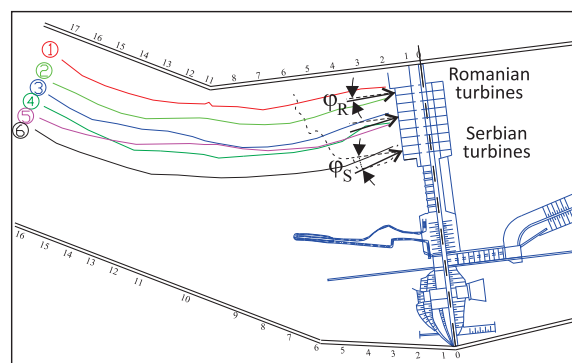 17 16 15 14 13 12 11 8 7 6 5 4 3 2 1 0
1
2
3
4
5
6
φR
φS
Romanian
turbines
Serbian
turbines
16 15 14 13 12 11 10 9 8 7 6 5 4 3 2 1 0